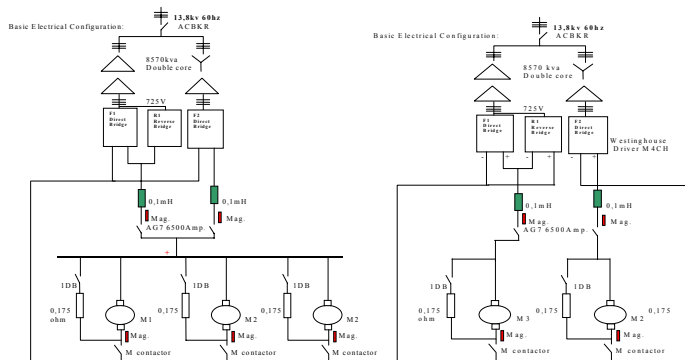 Basic Electrical Configuration:
13,8kv 60hz
ACBKR
8570kva
Double core
725V
F1
Direct
Bridge
R1
Reverse
Bridge
F2
Direct
Bridge
0,1mH
0,1mH
Mag.
Mag.
AG7 6500Amp.
+
1DB
1DB
1DB
0,175
ohm
M1
0,175
M2
0,175
M2
Mag.
Mag.
Mag.
M contactor
M contactor
M contactor
Basic Electrical Configuration:
13,8kv 60hz
ACBKR
8570kva
Double core
725V
F1
Direct
Bridge
R1
Reverse
Bridge
F2
Direct
Bridge
Westinghouse
Driver M4CH
- + - + - +
0,1mH
0,1mH
Mag.
Mag.
AG7 6500Amp.
1DB
1DB
0,175
ohm
M3
0,175
M2
0,175
Mag.
Mag.
M contactor
M contactor